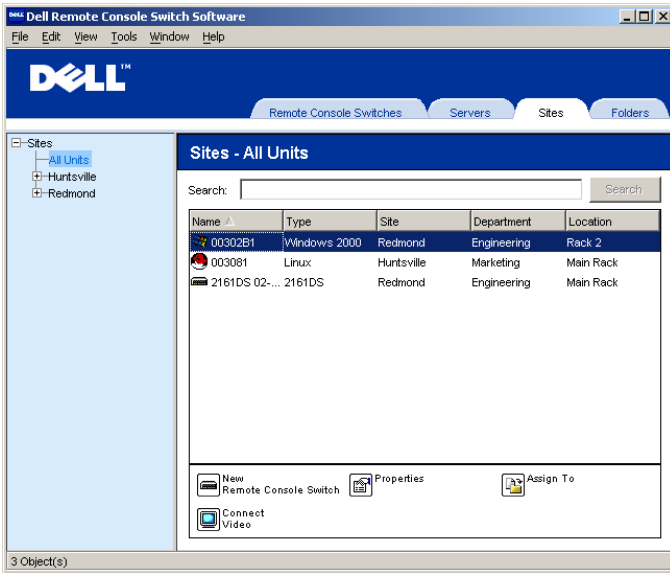 Dell Remote Console Switch Software
File Edit View Tools Window Help
DELL™
Remote Console Switches Servers Sites Folders
Sites
All Units
Huntsville
Redmond
Sites - All Units
Search: Search
Name Type Site Department Location
00302B1 Windows 2000 Redmond Engineering Rack 2
003081 Linux Huntsville Marketing Main Rack
2161DS 02-... 2161DS Redmond Engineering Main Rack
New
Remote Console Switch
Properties
Assign To
Connect
Video
3 Object(s)